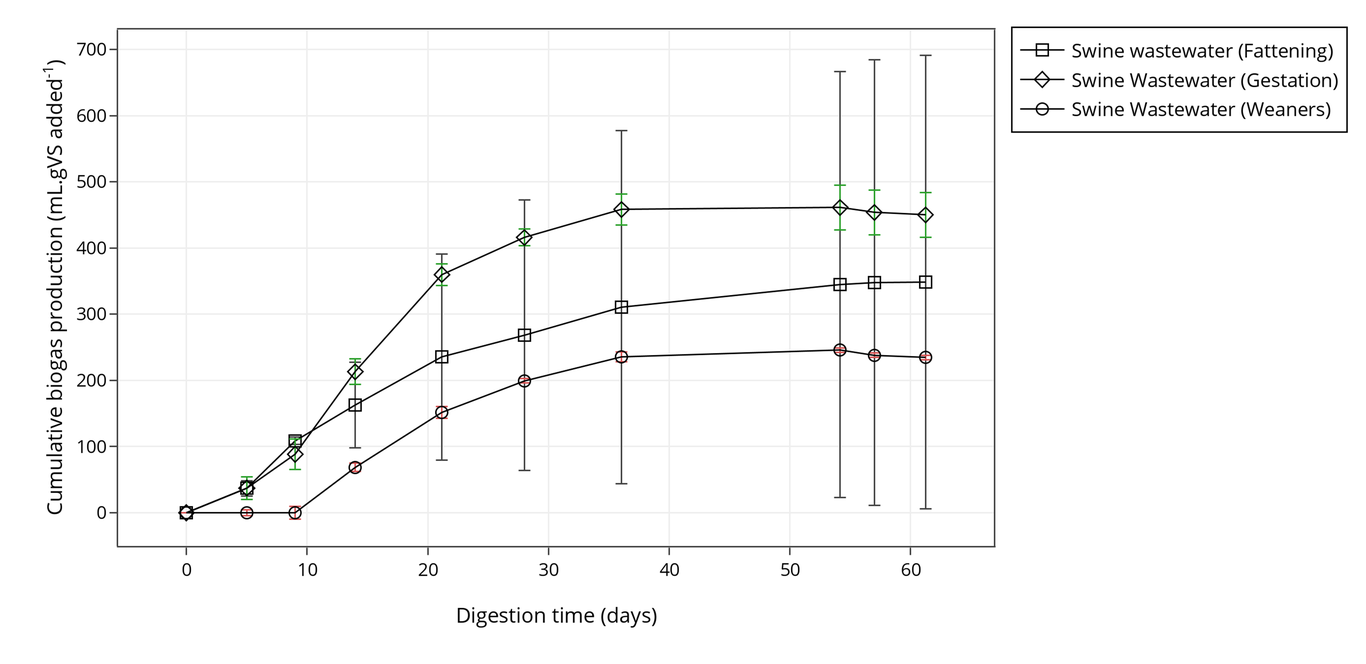 Cumulative biogas production (mL.gVS added⁻¹)
700
600
500
400
300
200
100
0
0 10 20 30 40 50 60
Digestion time (days)
Swine wastewater (Fattening)
Swine Wastewater (Gestation)
Swine Wastewater (Weaners)